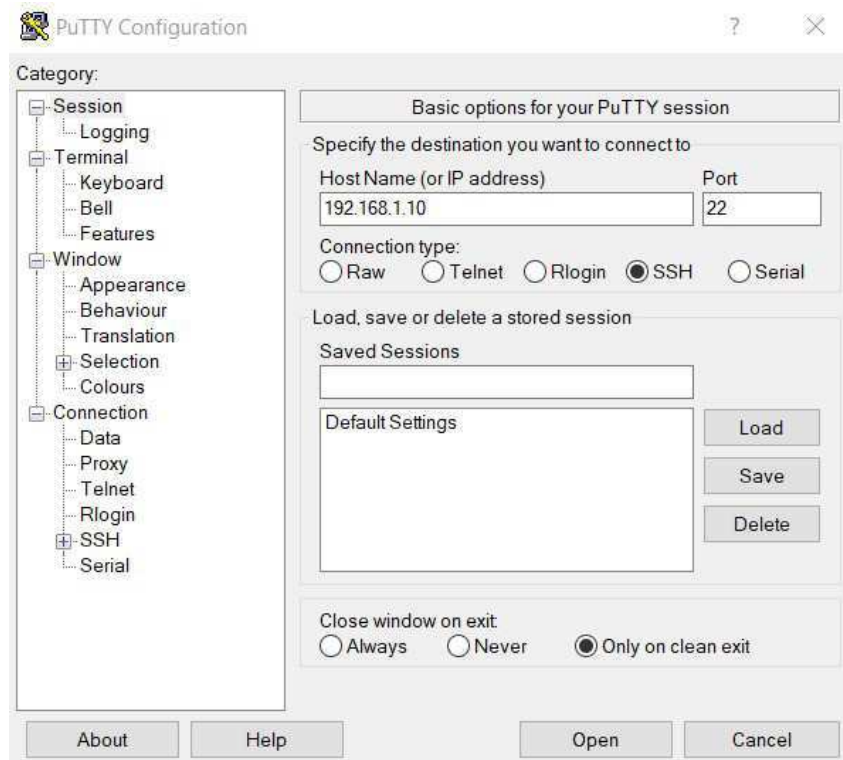 PuTTY Configuration
?
Category:
Session
Logging
Terminal
Keyboard
Bell
Features
Window
Appearance
Behaviour
Translation
Selection
Colours
Connection
Data
Proxy
Telnet
Rlogin
SSH
Serial
Basic options for your PuTTY session
Specify the destination you want to connect to
Host Name (or IP address) Port
192.168.1.10 22
Connection type:
Raw Telnet Rlogin SSH Serial
Load, save or delete a stored session
Saved Sessions
Default Settings
Load
Save
Delete
Close window on exit:
Always Never Only on clean exit
About Help Open Cancel